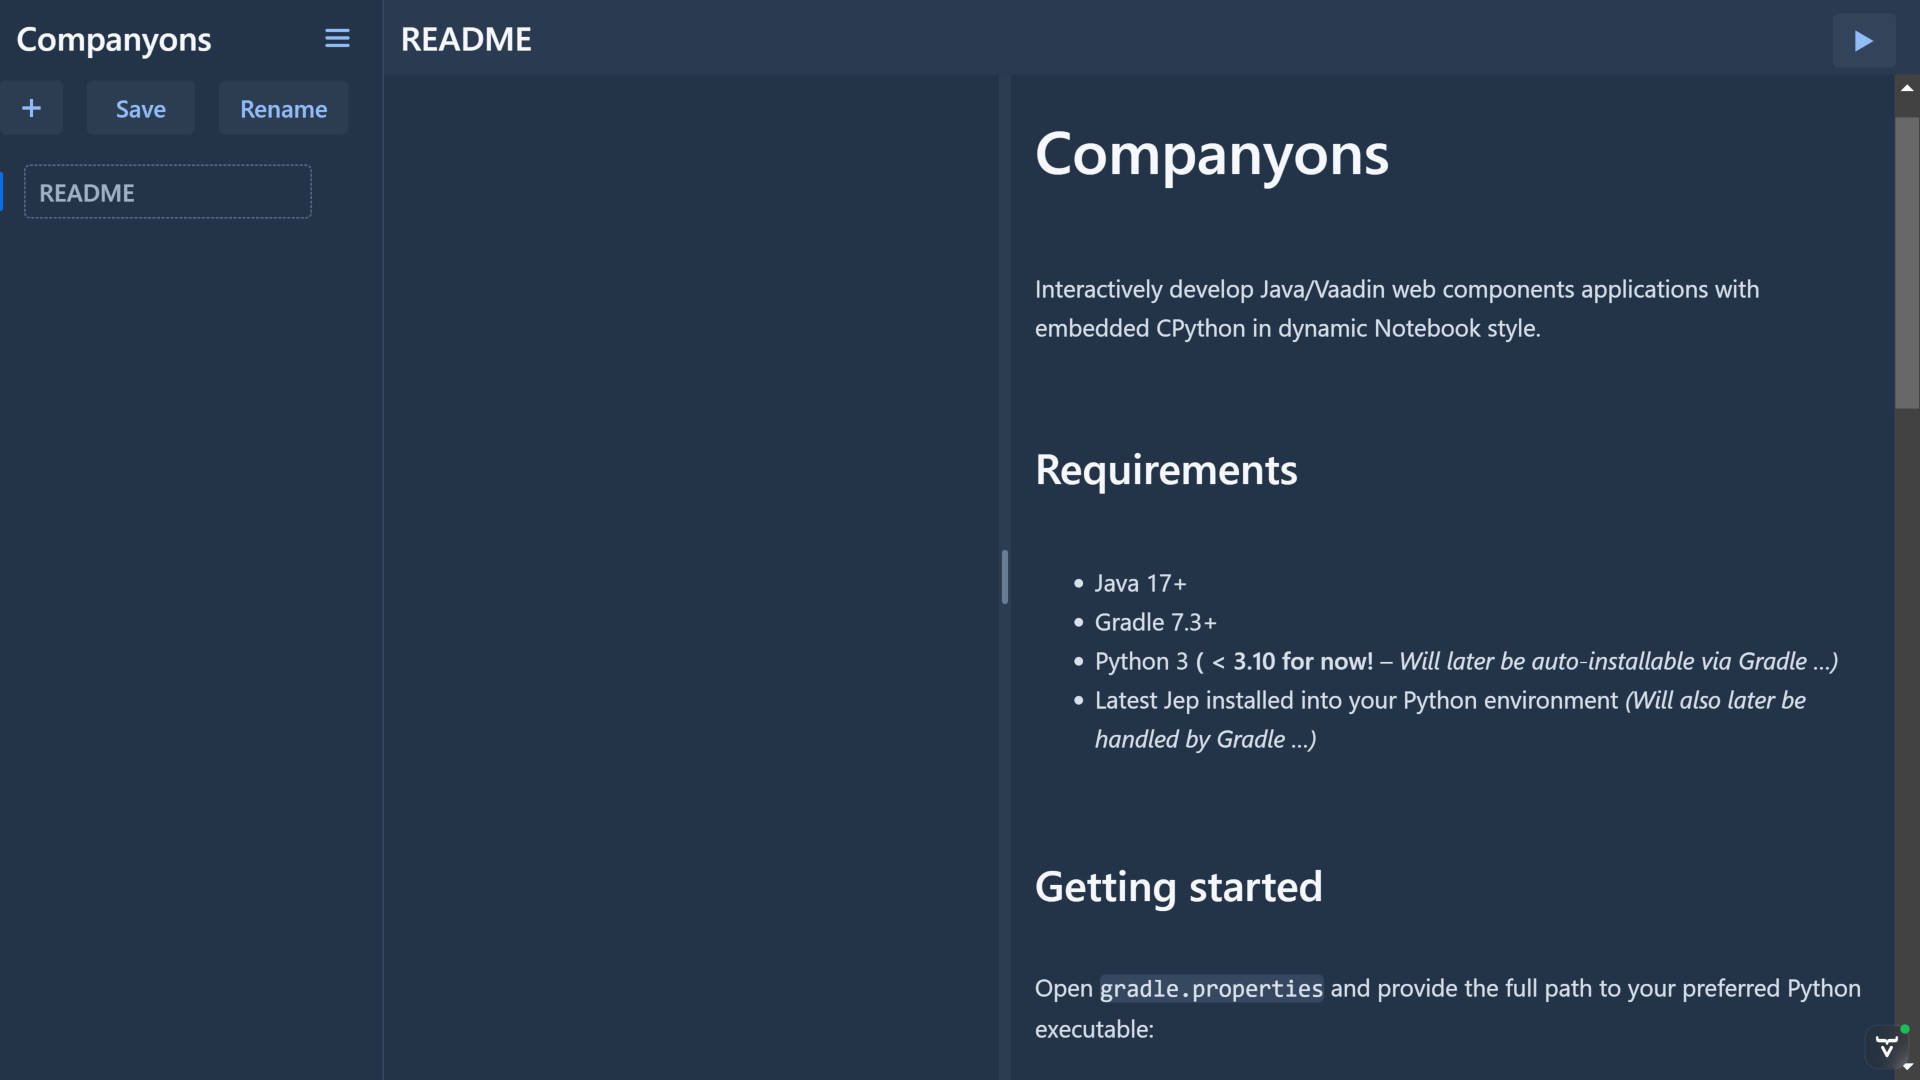 Companyons
README
+
Save
Rename
README
Companyons
Interactively develop Java/Vaadin web components applications with
embedded CPython in dynamic Notebook style.
Requirements
• Java 17+
• Gradle 7.3+
• Python 3 ( < 3.10 for now! – Will later be auto-installable via Gradle ...)
• Latest Jep installed into your Python environment (Will also later be
handled by Gradle ...)
Getting started
Open gradle.properties and provide the full path to your preferred Python
executable: